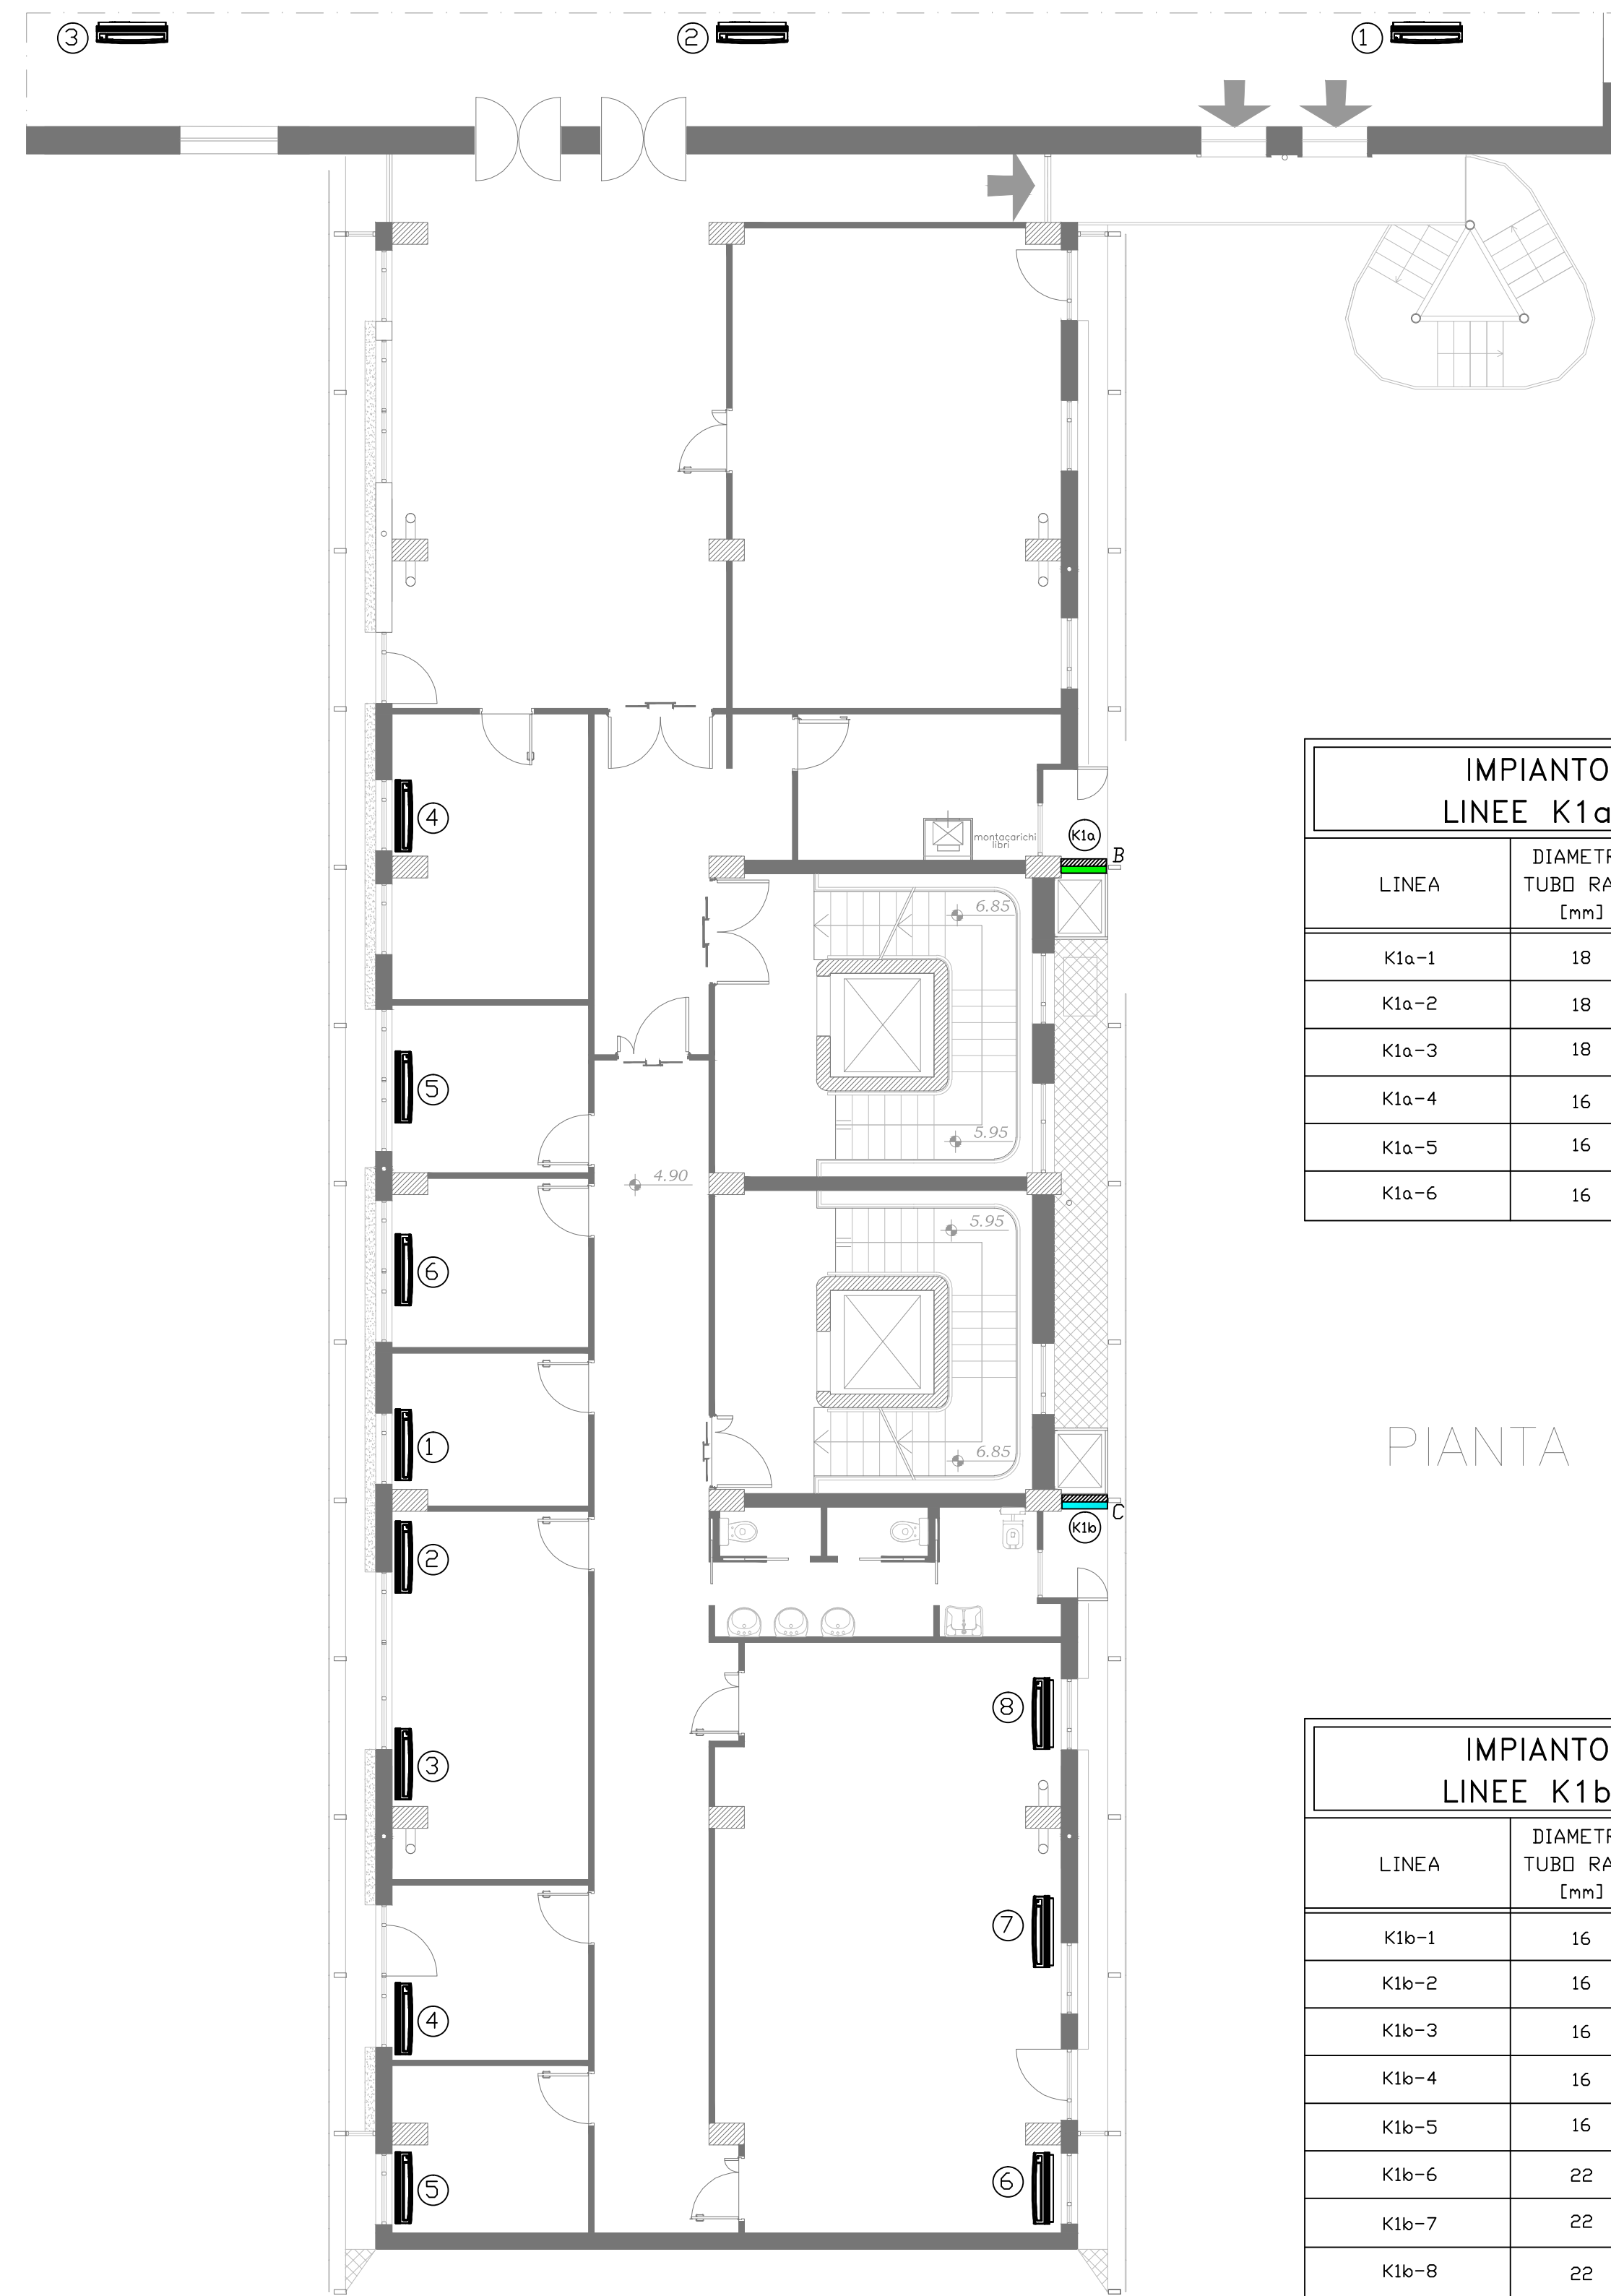 3
2
1
4
montacarichi
libri
K1a
B
6.85
5
5.95
4.90
5.95
6
1
6.85
C
K1b
2
8
3
7
4
5
6
IMPIANTO
LINEE K1a
LINEA
DIAMETR
TUBO RA
[mm]
K1a-1 18
K1a-2 18
K1a-3 18
K1a-4 16
K1a-5 16
K1a-6 16
PIANTA
IMPIANTO
LINEE K1b
LINEA
DIAMETR
TUBO RA
[mm]
K1b-1 16
K1b-2 16
K1b-3 16
K1b-4 16
K1b-5 16
K1b-6 22
K1b-7 22
K1b-8 22